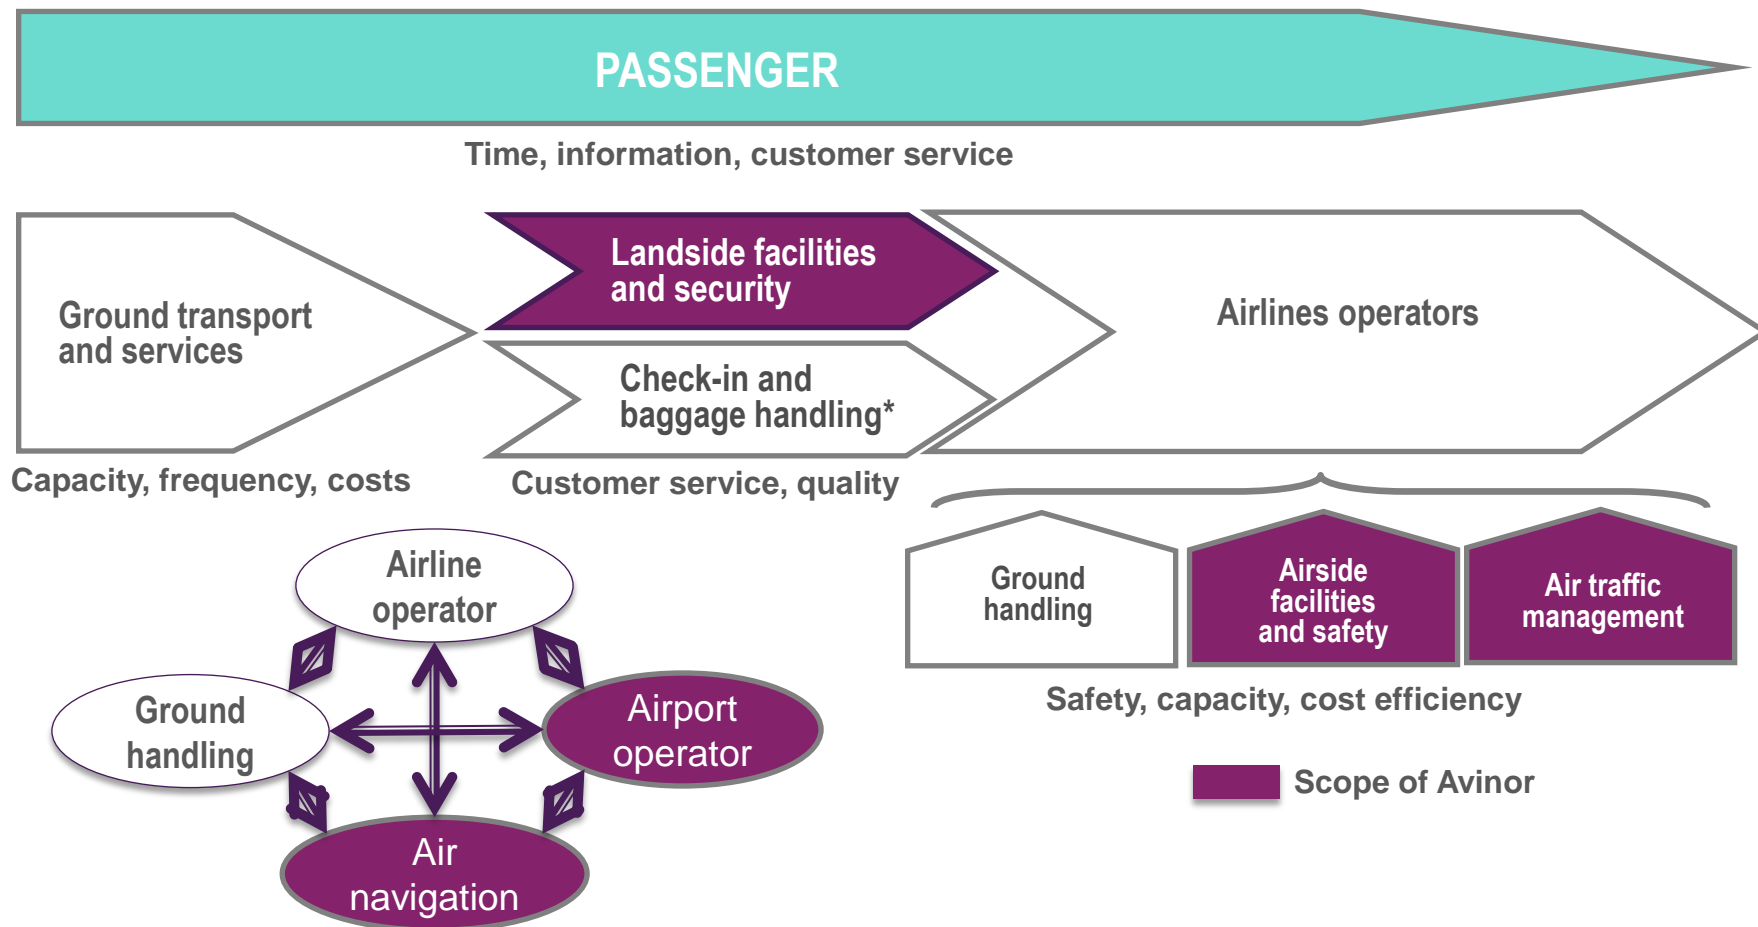 PASSENGER
Time, information, customer service
Ground transport
and services
Landside facilities
and security
Check-in and
baggage handling*
Airlines operators
Capacity, frequency, costs
Customer service, quality
Ground
handling
Airside
facilities
and safety
Air traffic
management
Safety, capacity, cost efficiency
Scope of Avinor
Airline
operator
Ground
handling
Airport
operator
Air
navigation